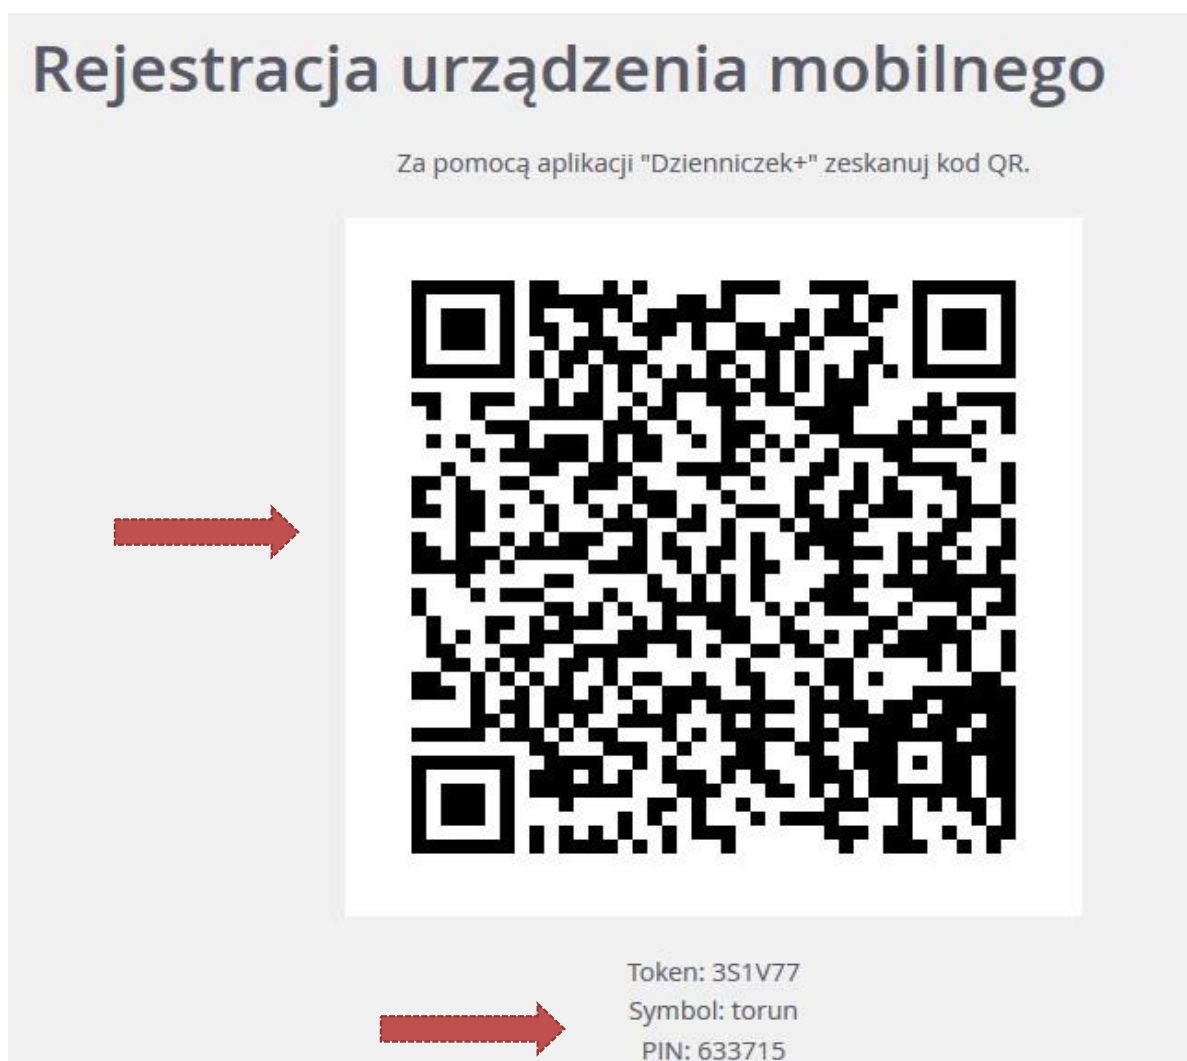 Rejestracja urządzenia mobilnego
Za pomocą aplikacji "Dzienniczek+" zeskanuj kod QR.
Token: 3S1V77
Symbol: torun
PIN: 633715